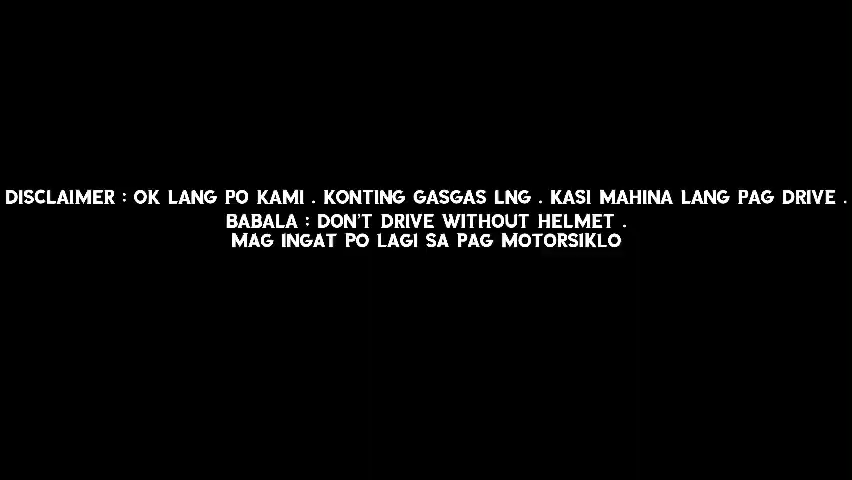 DISCLAIMER : OK LANG PO KAMI . KONTING GASGAS LNG . KASI MAHINA LANG PAG DRIVE .
BABALA : DON'T DRIVE WITHOUT HELMET .
MAG INGAT PO LAGI SA PAG MOTORSIKLO